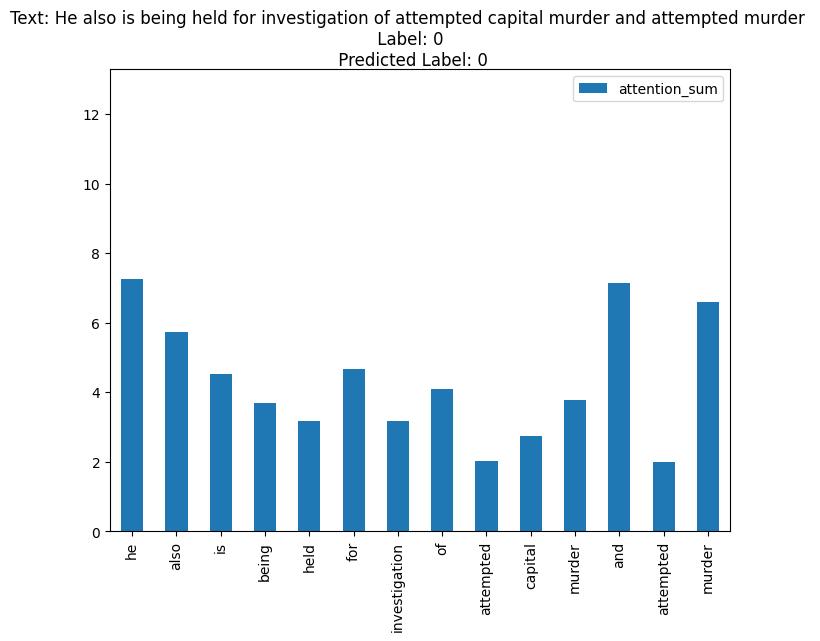 Text: He also is being held for investigation of attempted capital murder and attempted murder
Label: 0
Predicted Label: 0
attention_sum
12
10
8
6
4
2
0
he
also
is
being
held
for
investigation
of
attempted
capital
murder
and
attempted
murder